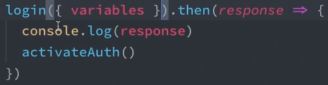 login({ variables }).then(response => {
  console.log(response)
  activateAuth()
})